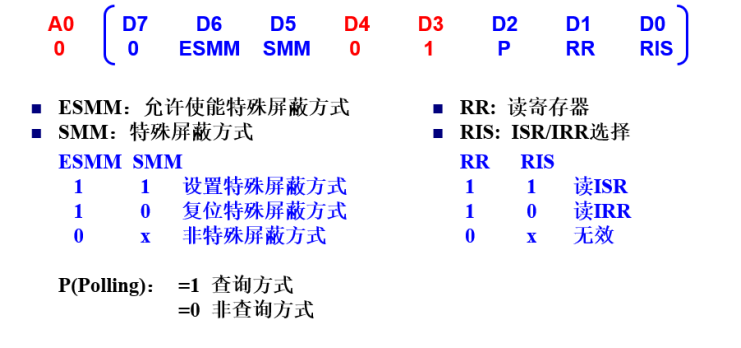 A0 D7 D6 D5 D4 D3 D2 D1 D0
0 0 ESMM SMM 0 1 P RR RIS
■ ESMM：允许使能特殊屏蔽方式
■ SMM：特殊屏蔽方式
ESMM SMM
1 1 设置特殊屏蔽方式
1 0 复位特殊屏蔽方式
0 x 非特殊屏蔽方式
■ RR: 读寄存器
■ RIS: ISR/IRR选择
RR RIS
1 1 读ISR
1 0 读IRR
0 x 无效
P(Polling)： =1 查询方式
=0 非查询方式